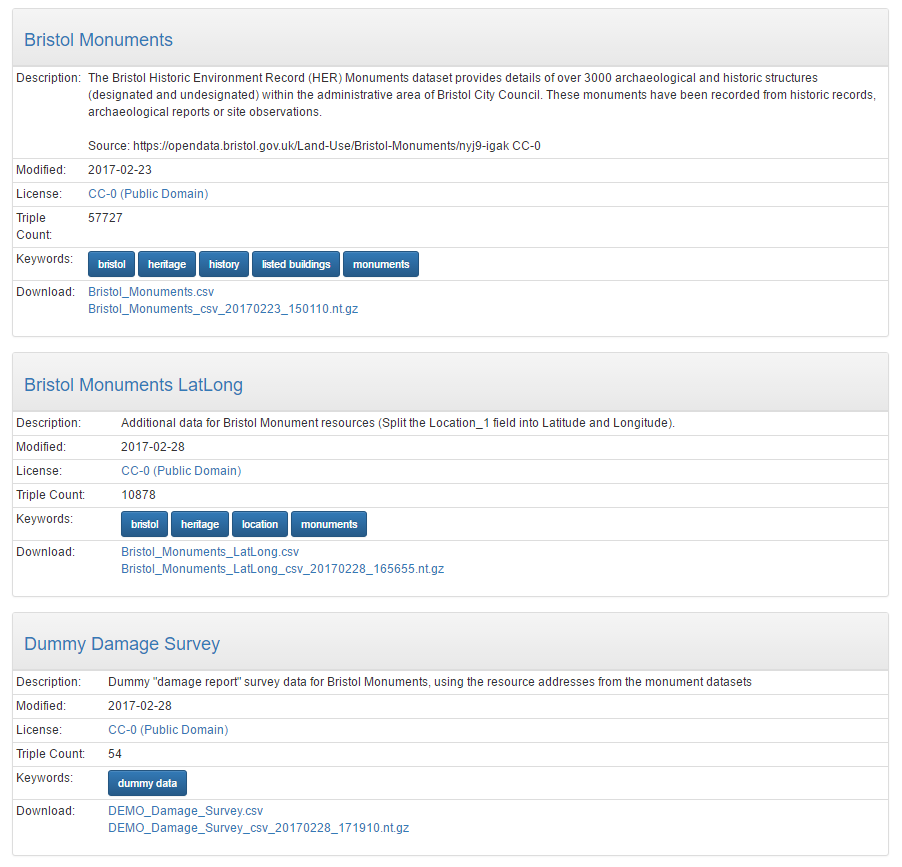 Bristol Monuments
Description: The Bristol Historic Environment Record (HER) Monuments dataset provides details of over 3000 archaeological and historic structures
(designated and undesignated) within the administrative area of Bristol City Council. These monuments have been recorded from historic records,
archaeological reports or site observations.
Source: https://opendata.bristol.gov.uk/Land-Use/Bristol-Monuments/nyj9-igak CC-0
Modified: 2017-02-23
License: CC-0 (Public Domain)
Triple 57727
Count:
Keywords: bristol heritage history listed buildings monuments
Download: Bristol_Monuments.csv
Bristol_Monuments_csv_20170223_150110.nt.gz
Bristol Monuments LatLong
Description: Additional data for Bristol Monument resources (Split the Location_1 field into Latitude and Longitude).
Modified: 2017-02-28
License: CC-0 (Public Domain)
Triple Count: 10878
Keywords: bristol heritage location monuments
Download: Bristol_Monuments_LatLong.csv
Bristol_Monuments_LatLong_csv_20170228_165655.nt.gz
Dummy Damage Survey
Description: Dummy "damage report" survey data for Bristol Monuments, using the resource addresses from the monument datasets
Modified: 2017-02-28
License: CC-0 (Public Domain)
Triple Count: 54
Keywords: dummy data
Download: DEMO_Damage_Survey.csv
DEMO_Damage_Survey_csv_20170228_171910.nt.gz